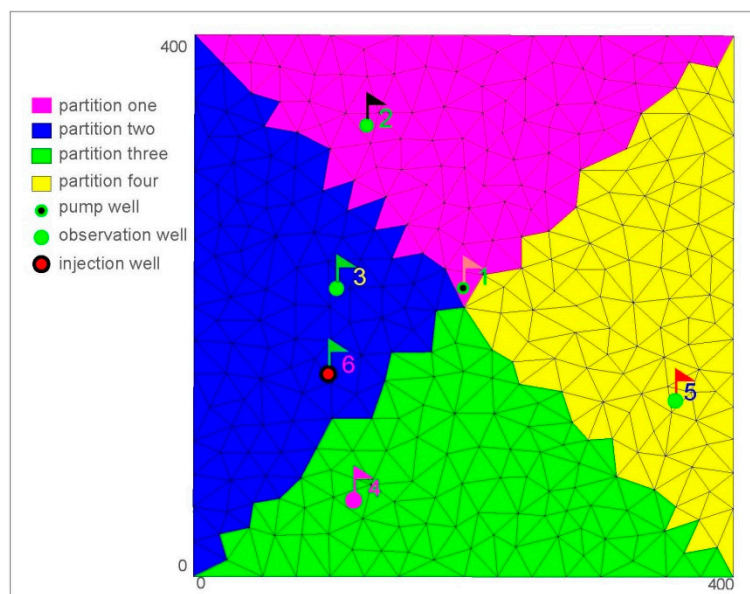 400
partition one
partition two
partition three
partition four
pump well
observation well
injection well
2
3
1
6
5
4
0
0
400